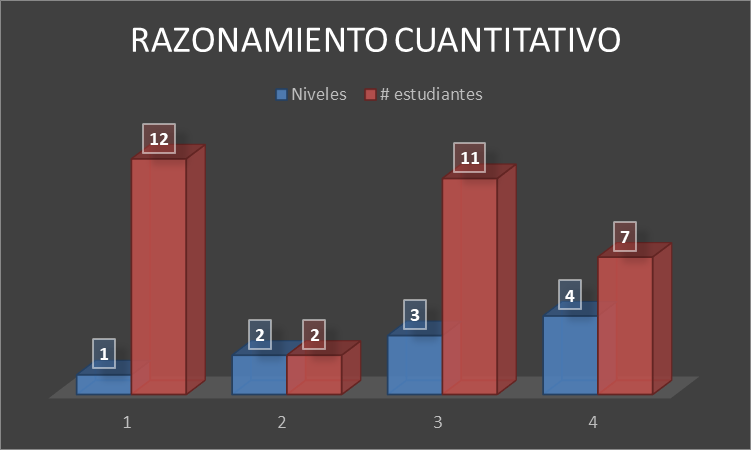 RAZONAMIENTO CUANTITATIVO
Niveles # estudiantes
12
11
7
4
3
2 2
1
1 2 3 4